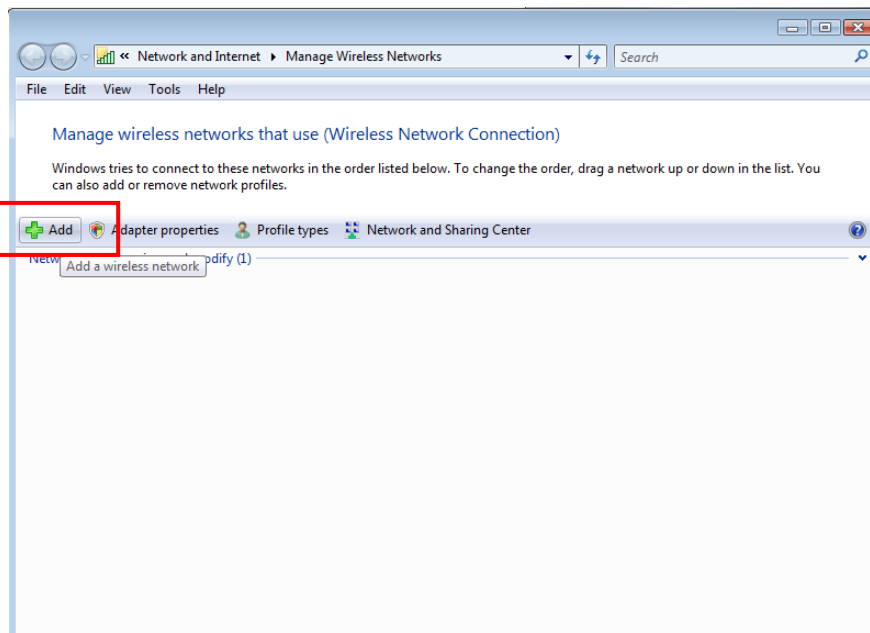 « Network and Internet ▸ Manage Wireless Networks Search
File Edit View Tools Help
Manage wireless networks that use (Wireless Network Connection)
Windows tries to connect to these networks in the order listed below. To change the order, drag a network up or down in the list. You
can also add or remove network profiles.
Add Adapter properties Profile types Network and Sharing Center
(1)
Add a wireless network